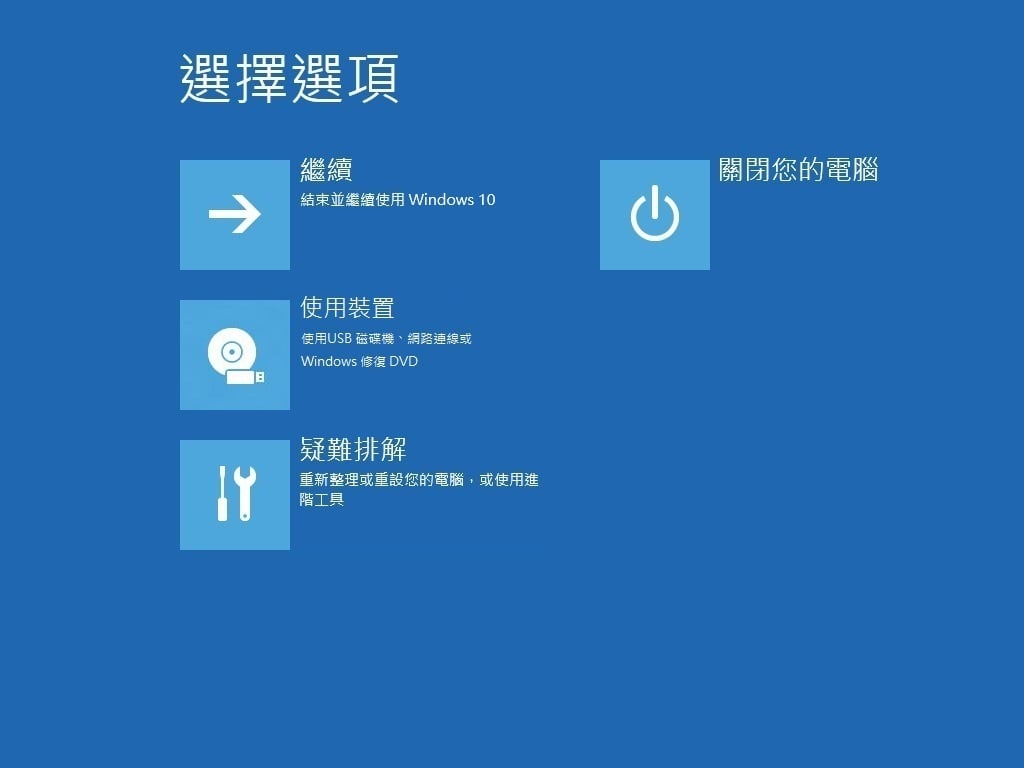 選擇選項
繼續
結束並繼續使用 Windows 10
關閉您的電腦
使用裝置
使用USB 磁碟機、網路連線或
Windows 修復 DVD
疑難排解
重新整理或重設您的電腦，或使用進
階工具